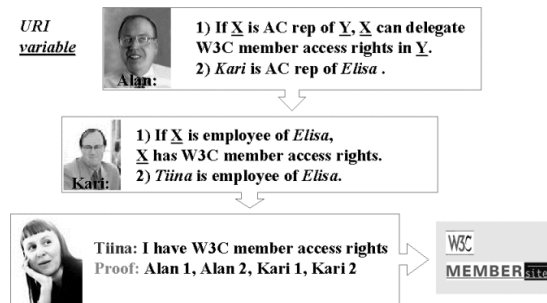 URI
variable
1) If X is AC rep of Y, X can delegate
W3C member access rights in Y.
2) Kari is AC rep of Elisa .
Alan:
1) If X is employee of Elisa,
X has W3C member access rights.
2) Tiina is employee of Elisa.
Kari:
Tiina: I have W3C member access rights
Proof: Alan 1, Alan 2, Kari 1, Kari 2
W3C
MEMBER site